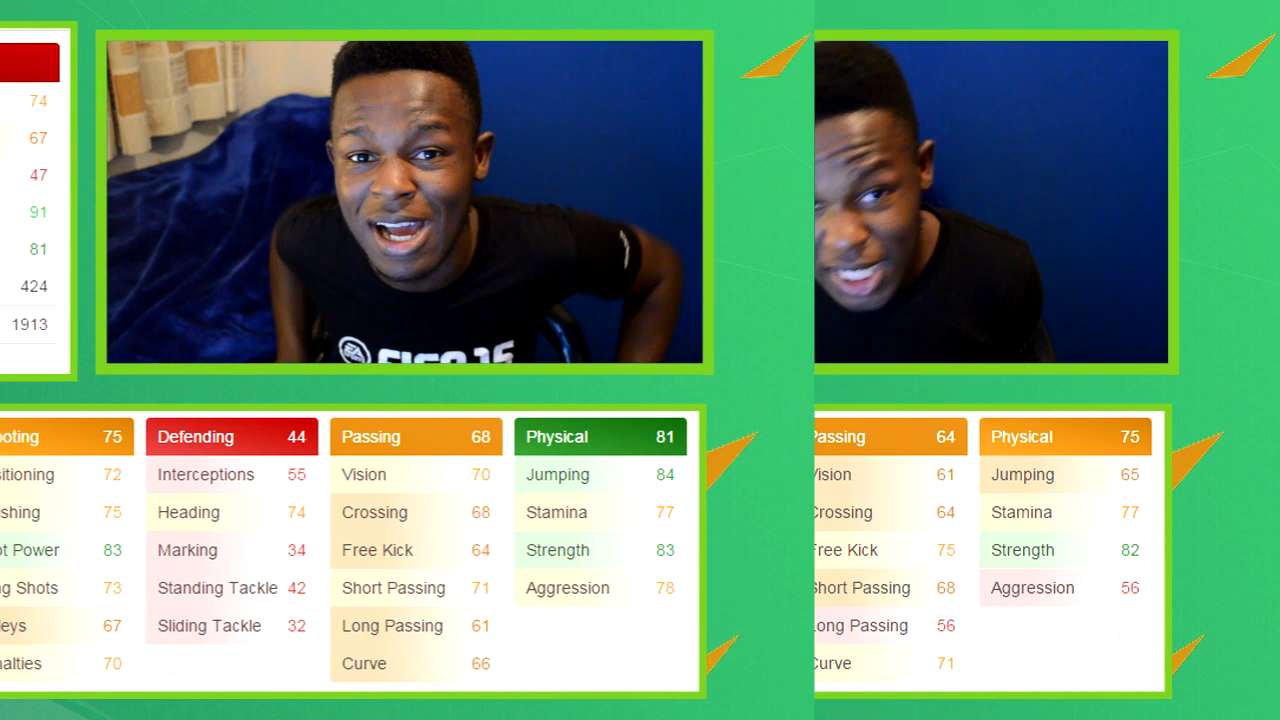 74
67
47
91
81
424
1913
EA
FIFA 15
ooting 75
sitioning 72
shing 75
ot Power 83
ng Shots 73
leys 67
nalties 70
Defending 44
Interceptions 55
Heading 74
Marking 34
Standing Tackle 42
Sliding Tackle 32
Passing 68
Vision 70
Crossing 68
Free Kick 64
Short Passing 71
Long Passing 61
Curve 66
Physical 81
Jumping 84
Stamina 77
Strength 83
Aggression 78
Passing 64
Vision 61
Crossing 64
Free Kick 75
Short Passing 68
Long Passing 56
Curve 71
Physical 75
Jumping 65
Stamina 77
Strength 82
Aggression 56